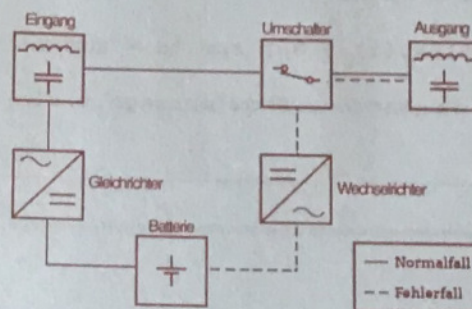 Eingang
Umschalter
Ausgang
Gleichrichter
Wechselrichter
Batterie
Normalfall
Fehlerfall